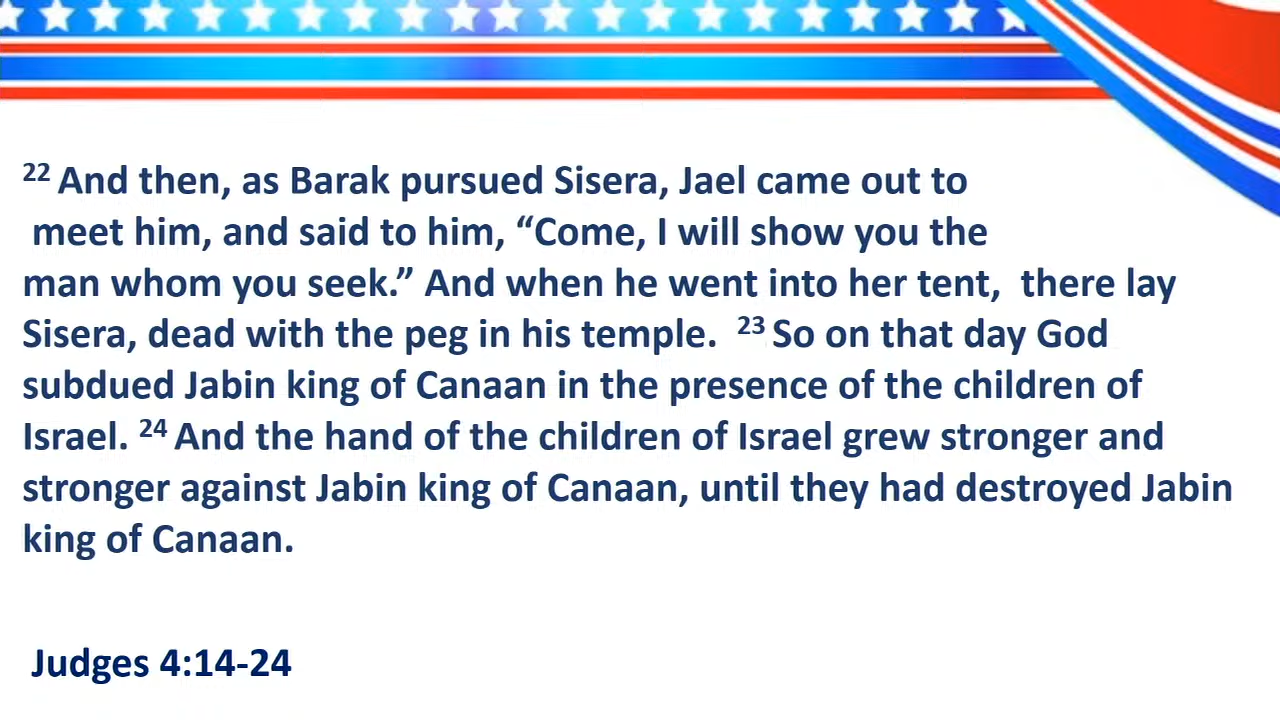 22 And then, as Barak pursued Sisera, Jael came out to
meet him, and said to him, “Come, I will show you the
man whom you seek.” And when he went into her tent,  there lay
Sisera, dead with the peg in his temple.  23 So on that day God
subdued Jabin king of Canaan in the presence of the children of
Israel. 24 And the hand of the children of Israel grew stronger and
stronger against Jabin king of Canaan, until they had destroyed Jabin
king of Canaan.
Judges 4:14-24